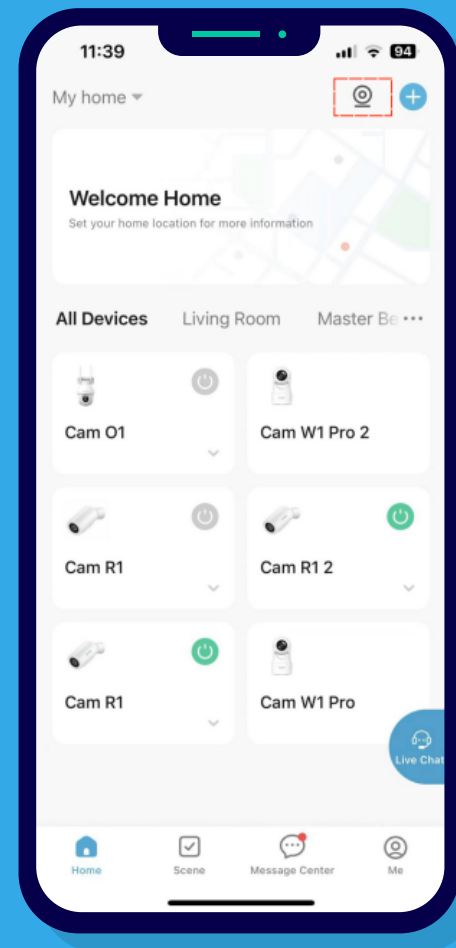 11:39
94
My home
Welcome Home
Set your home location for more information
All Devices Living Room Master Be
Cam O1
Cam W1 Pro 2
Cam R1
Cam R1 2
Cam R1
Cam W1 Pro
Live Chat
Home Scene Message Center Me